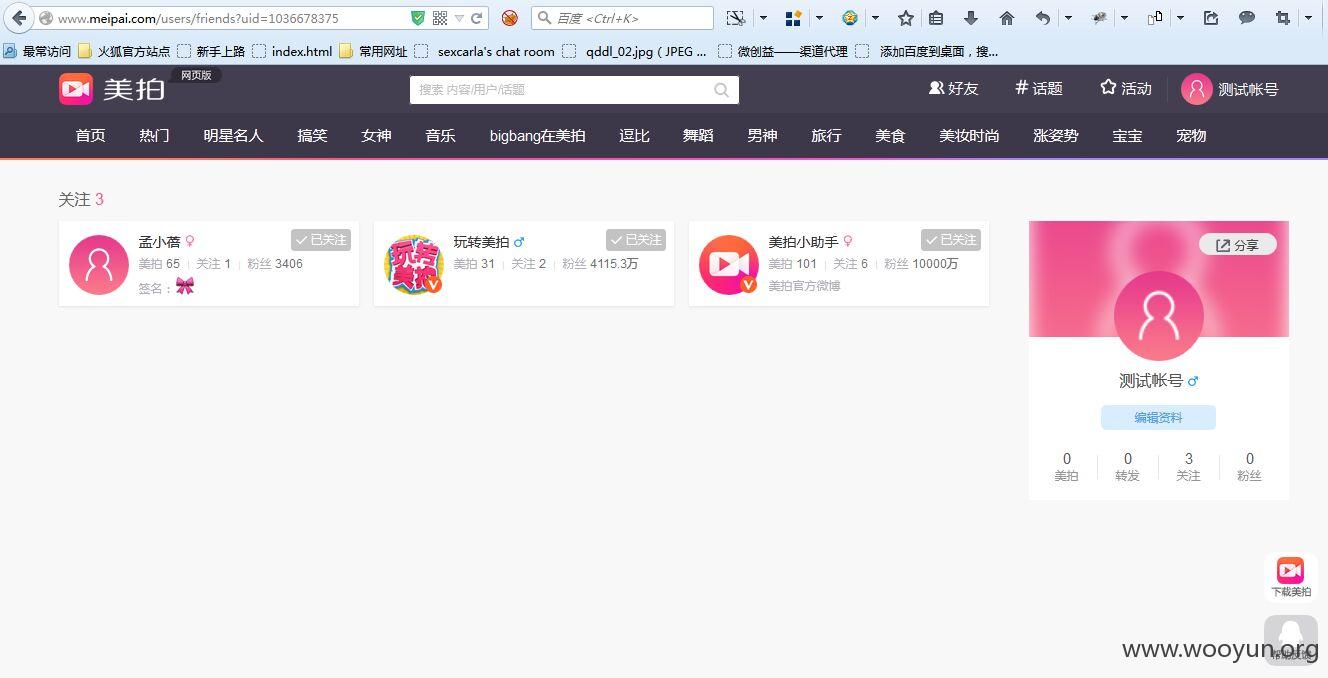 www.meipai.com/users/friends?uid=1036678375
百度 <Ctrl+K>
最常访问 火狐官方站点 新手上路 index.html 常用网址 sexcarla's chat room qddl_02.jpg ( JPEG ... 微创益——渠道代理 添加百度到桌面，搜...
美拍 网页版
搜索 内容/用户/话题
好友 # 话题 活动 测试帐号
首页 热门 明星名人 搞笑 女神 音乐 bigbang在美拍 逗比 舞蹈 男神 旅行 美食 美妆时尚 涨姿势 宝宝 宠物
关注 3
孟小蓓 ♀ 已关注
美拍 65 关注 1 粉丝 3406
签名：
玩转美拍
玩转美拍 ♂ 已关注
美拍 31 关注 2 粉丝 4115.3万
美拍小助手 ♀ 已关注
美拍 101 关注 6 粉丝 10000万
美拍官方微博
分享
测试帐号 ♂
编辑资料
0 0 3 0
美拍 转发 关注 粉丝
下载美拍
帮助反馈
www.wooyun.org